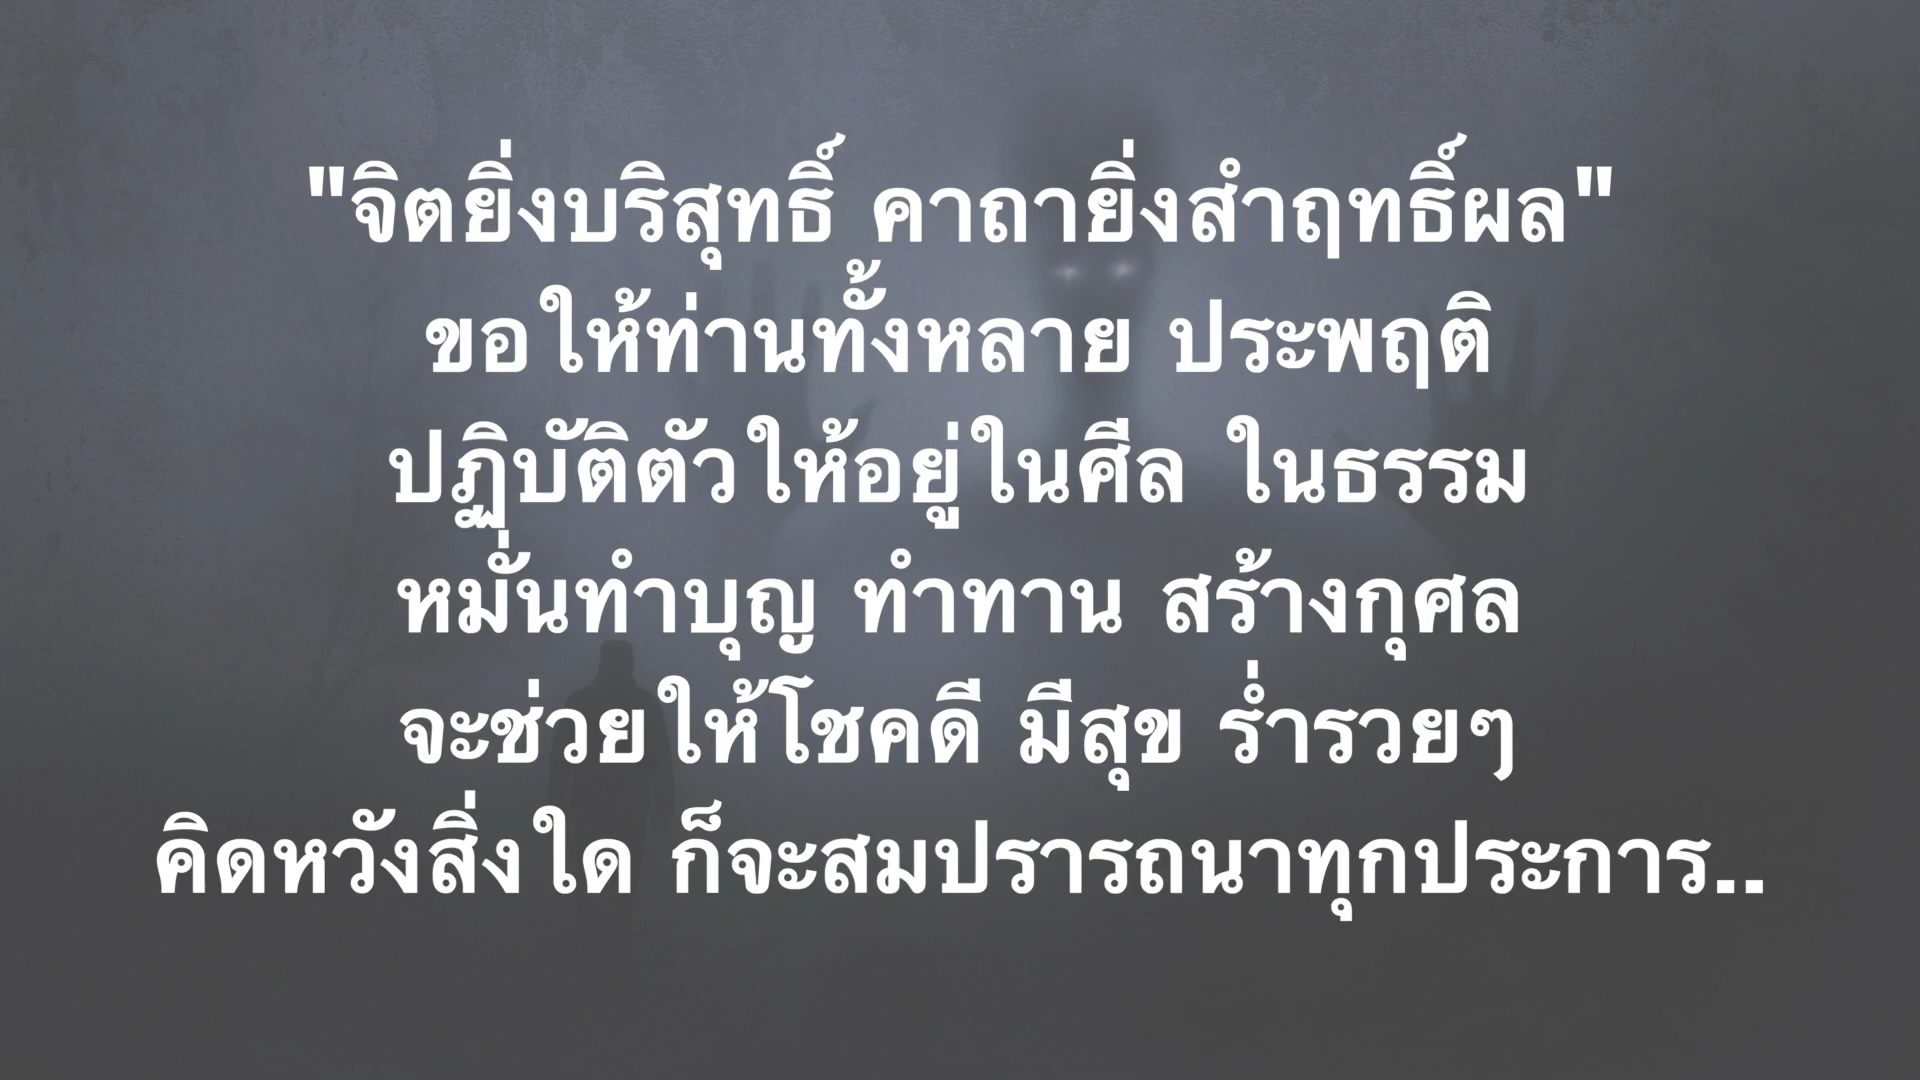 "จิตยิ่งบริสุทธิ์ คาถายิ่งสำฤทธิ์ผล"
ขอให้ท่านทั้งหลาย ประพฤติ
ปฏิบัติตัวให้อยู่ในศีล ในธรรม
หมั่นทำบุญ ทำทาน สร้างกุศล
จะช่วยให้โชคดี มีสุข ร่ำรวยๆ
คิดหวังสิ่งใด ก็จะสมปรารถนาทุกประการ..